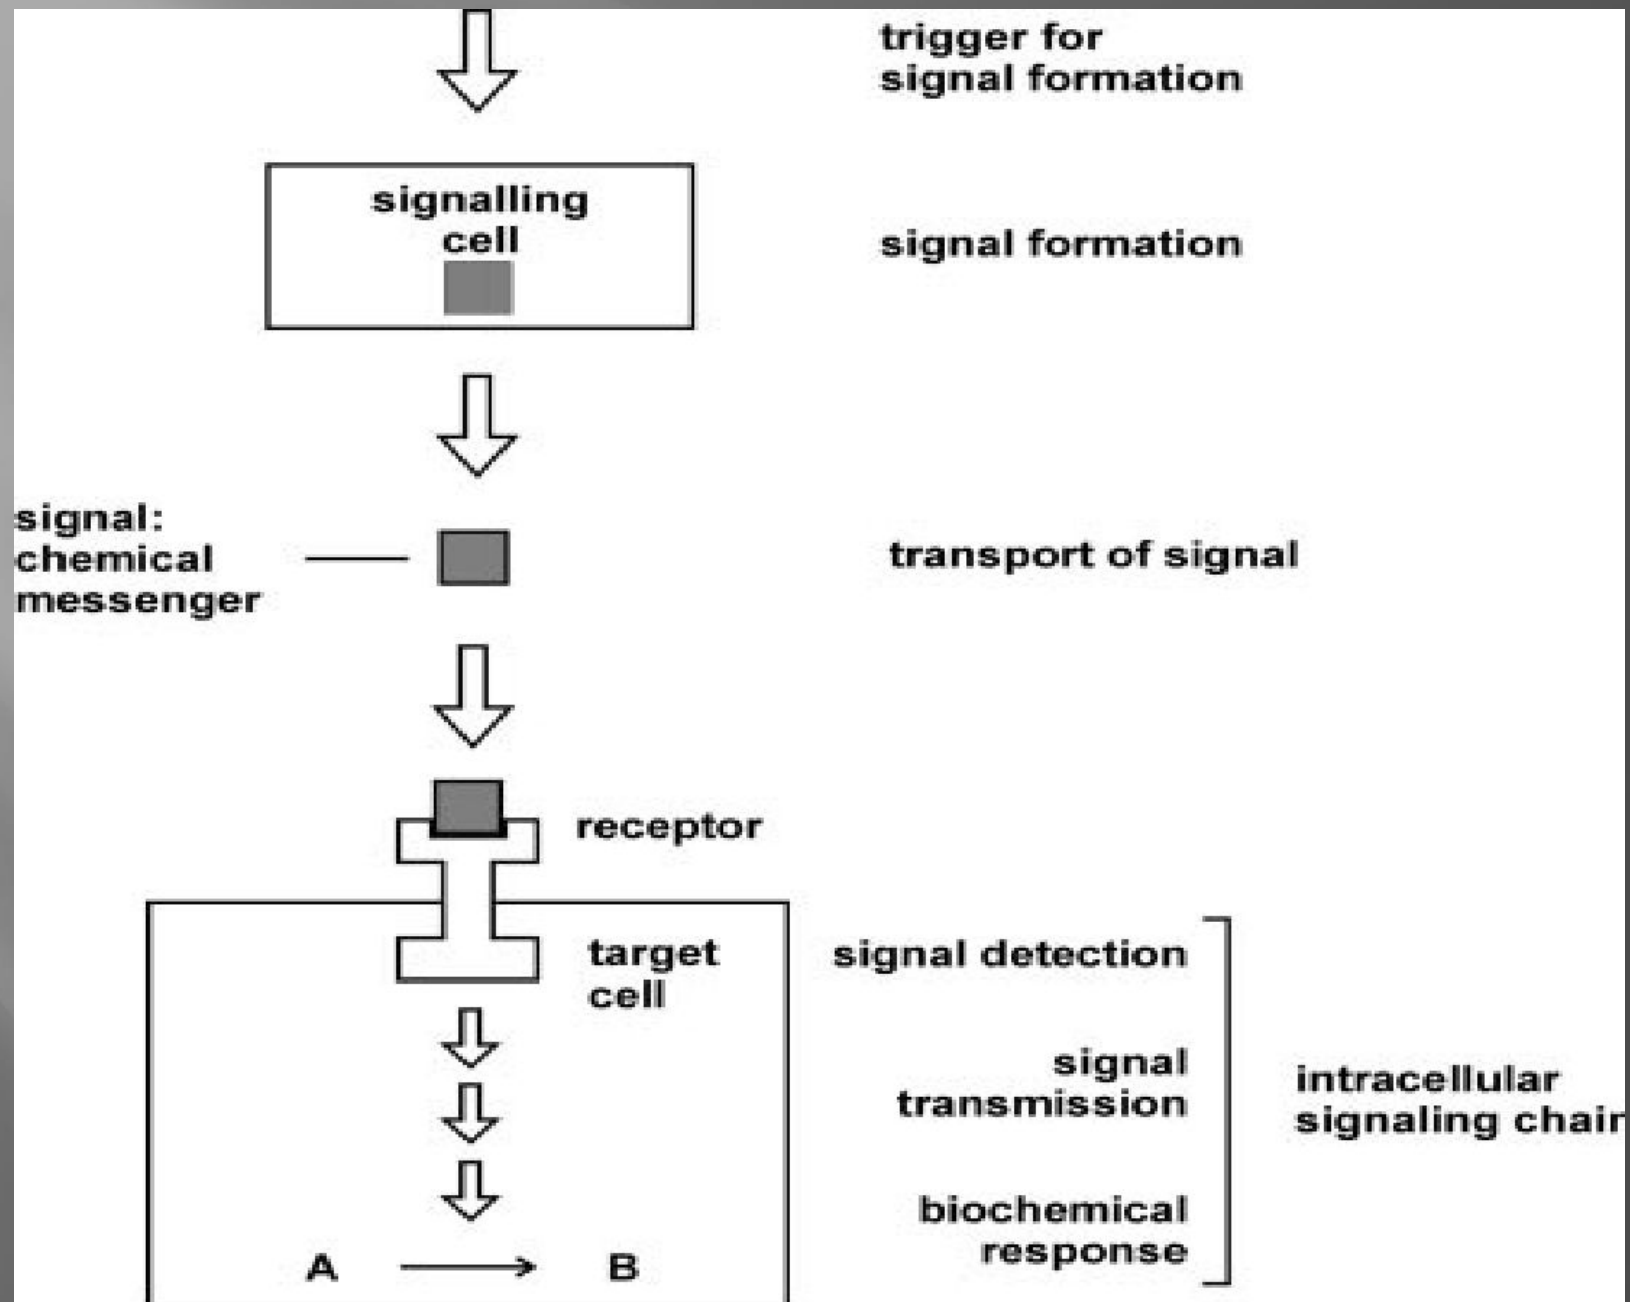 trigger for
signal formation
signalling
cell
signal formation
signal:
chemical
messenger
transport of signal
receptor
target
cell
signal detection
signal
transmission
biochemical
response
intracellular
signaling chain
A
B